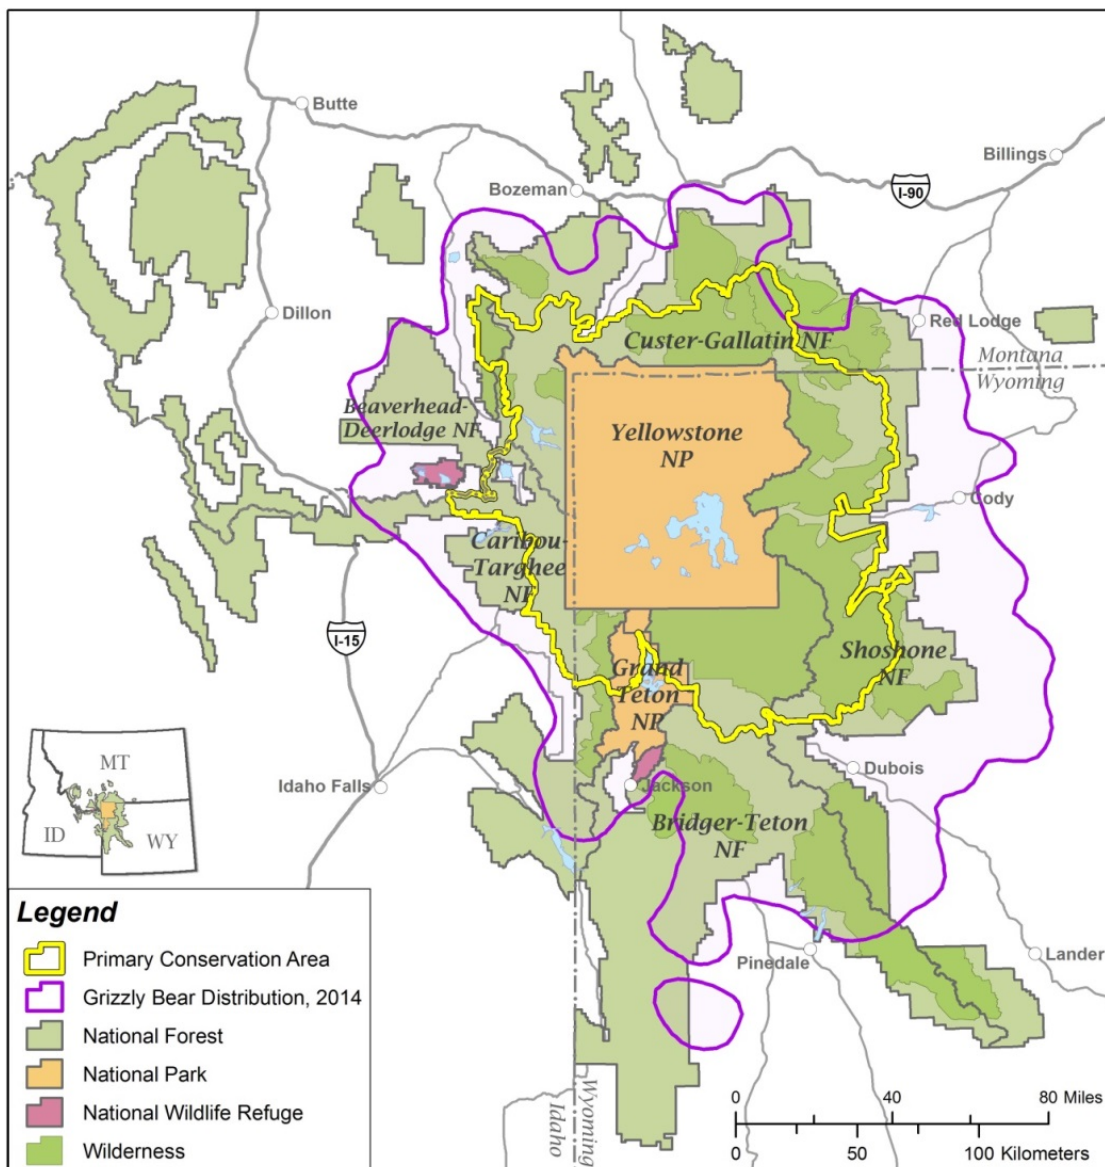 Butte
Billings
Bozeman
I-90
Dillon
Red Lodge
Custer-Gallatin NF
Montana
Wyoming
Beaverhead-
Deerlodge NF
Yellowstone
NP
Cody
Caribou-
Targhee
NF
I-15
Shoshone
NF
Grand
Teton
NP
Dubois
Idaho Falls
Jackson
MT
ID
WY
Bridger-Teton
NF
Legend
Primary Conservation Area
Grizzly Bear Distribution, 2014
National Forest
National Park
National Wildlife Refuge
Wilderness
Pinedale
Lander
Wyoming
Idaho
0 40 80 Miles
0 50 100 Kilometers